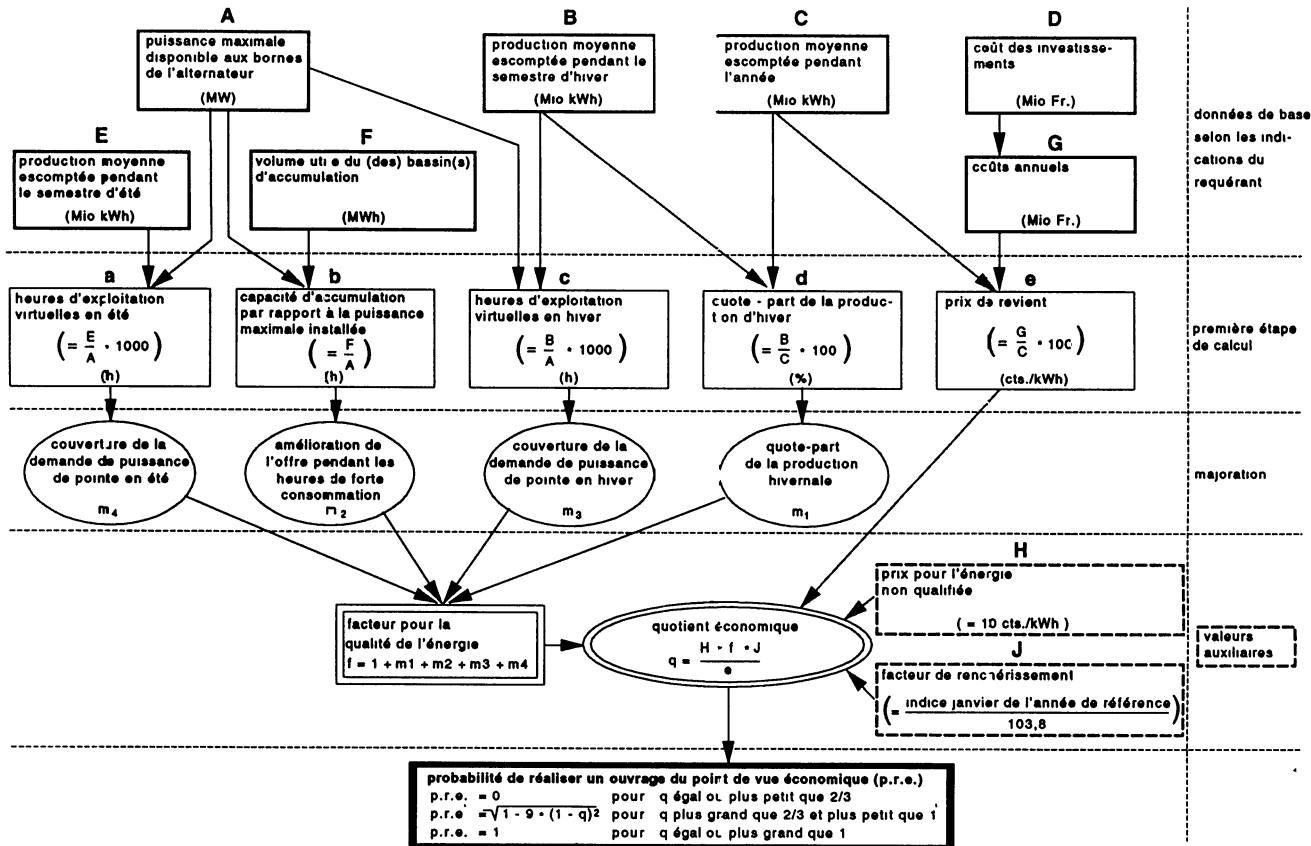 A
puissance maximale
disponible aux bornes
de l'alternateur
(MW)
B
production moyenne
escomptée pendant le
semestre d'hiver
(Mio kWh)
C
production moyenne
escomptée pendant
l'année
(Mio kWh)
D
coût des investisse-
ments
(Mio Fr.)
données de base
selon les indi-
cations du
requérant
E
production moyenne
escomptée pendant
le semestre d'été
(Mio kWh)
F
volume utile du (des) bassin(s)
d'accumulation
(MWh)
G
coûts annuels
(Mio Fr.)
a
heures d'exploitation
virtuelles en été
(= E/A • 1000)
(h)
b
capacité d'accumulation
par rapport à la puissance
maximale installée
(= F/A)
(h)
c
heures d'exploitation
virtuelles en hiver
(= B/A • 1000)
(h)
d
quote - part de la produc-
tion d'hiver
(= B/C • 100)
(%)
e
prix de revient
(= G/C • 100)
(cts./kWh)
première étape
de calcul
couverture de la
demande de puissance
de pointe en été
m4
amélioration de
l'offre pendant les
heures de forte
consommation
m2
couverture de la
demande de puissance
de pointe en hiver
m3
quote-part
de la production
hivernale
m1
majoration
facteur pour la
qualité de l'énergie
f = 1 + m1 + m2 + m3 + m4
quotient économique
q = H • f • J / e
H
prix pour l'énergie
non qualifiée
( = 10 cts./kWh )
J
facteur de renchérissement
(= indice janvier de l'année de référence / 103,8)
valeurs
auxiliaires
probabilité de réaliser un ouvrage du point de vue économique (p.r.e.)
p.r.e. = 0 pour q égal ou plus petit que 2/3
p.r.e = √1 - 9 • (1 - q)² pour q plus grand que 2/3 et plus petit que 1
p.r.e. = 1 pour q égal ou plus grand que 1